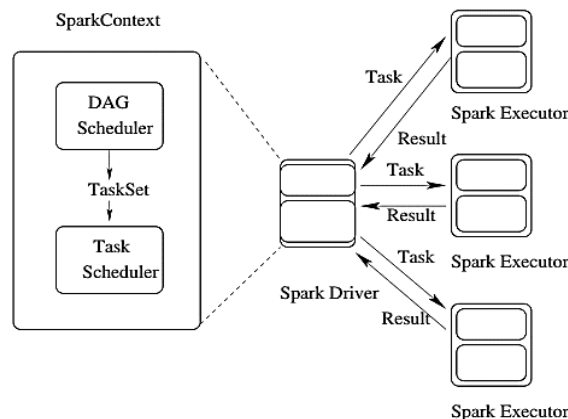 SparkContext
DAG
Scheduler
TaskSet
Task
Scheduler
Spark Driver
Task
Result
Spark Executor
Task
Result
Spark Executor
Task
Result
Spark Executor